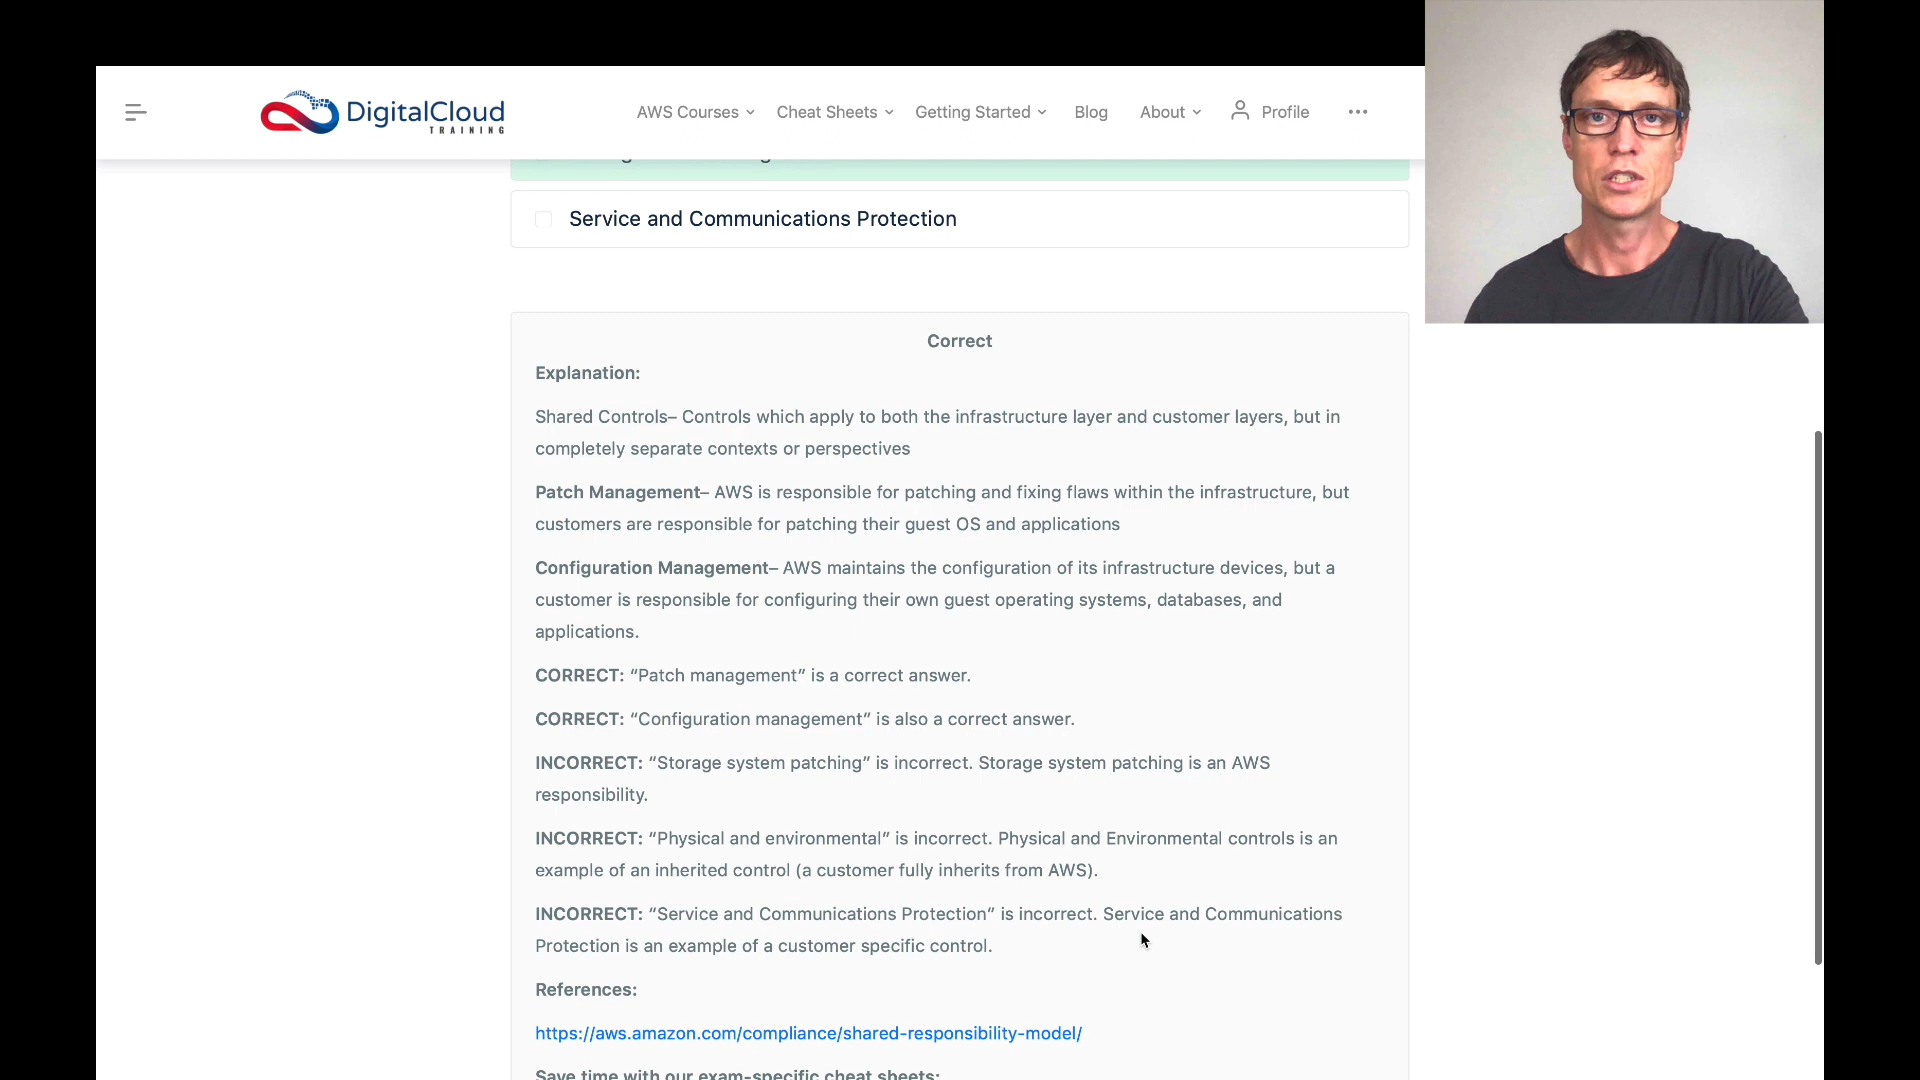 DigitalCloud
TRAINING
AWS Courses Cheat Sheets Getting Started Blog About Profile
Service and Communications Protection
Correct
Explanation:
Shared Controls– Controls which apply to both the infrastructure layer and customer layers, but in
completely separate contexts or perspectives
Patch Management– AWS is responsible for patching and fixing flaws within the infrastructure, but
customers are responsible for patching their guest OS and applications
Configuration Management– AWS maintains the configuration of its infrastructure devices, but a
customer is responsible for configuring their own guest operating systems, databases, and
applications.
CORRECT: “Patch management” is a correct answer.
CORRECT: “Configuration management” is also a correct answer.
INCORRECT: “Storage system patching” is incorrect. Storage system patching is an AWS
responsibility.
INCORRECT: “Physical and environmental” is incorrect. Physical and Environmental controls is an
example of an inherited control (a customer fully inherits from AWS).
INCORRECT: “Service and Communications Protection” is incorrect. Service and Communications
Protection is an example of a customer specific control.
References:
https://aws.amazon.com/compliance/shared-responsibility-model/
Save time with our exam-specific cheat sheets: